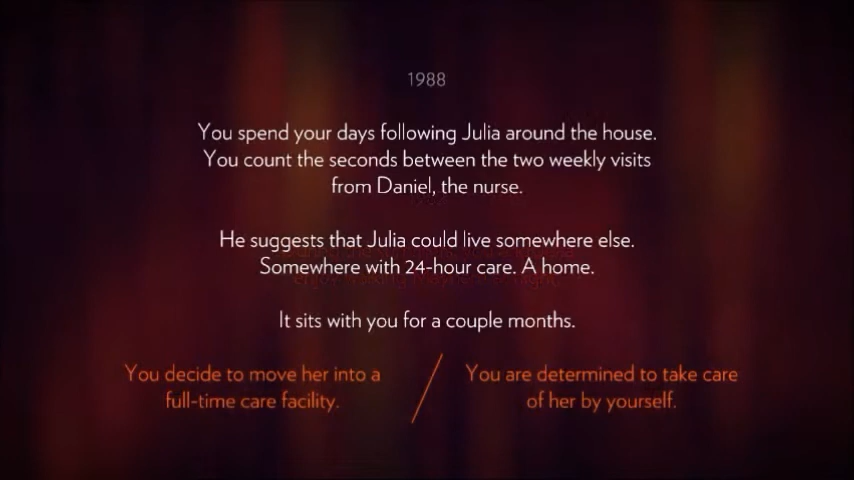 1988
You spend your days following Julia around the house.
You count the seconds between the two weekly visits
from Daniel, the nurse.
He suggests that Julia could live somewhere else.
Somewhere with 24-hour care. A home.
It sits with you for a couple months.
You decide to move her into a
full-time care facility.
You are determined to take care
of her by yourself.